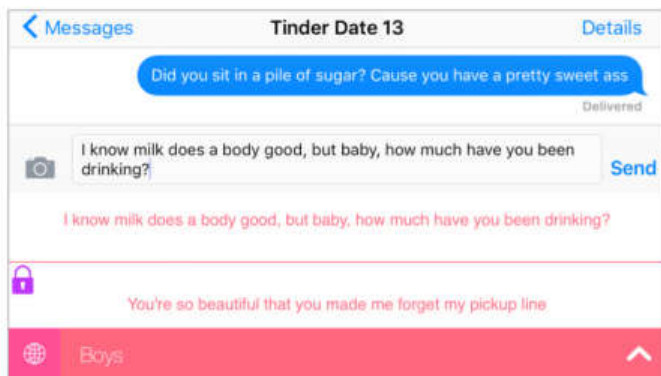 Messages
Tinder Date 13
Details
Did you sit in a pile of sugar? Cause you have a pretty sweet ass
Delivered
I know milk does a body good, but baby, how much have you been
drinking?
Send
I know milk does a body good, but baby, how much have you been drinking?
You're so beautiful that you made me forget my pickup line
Boys